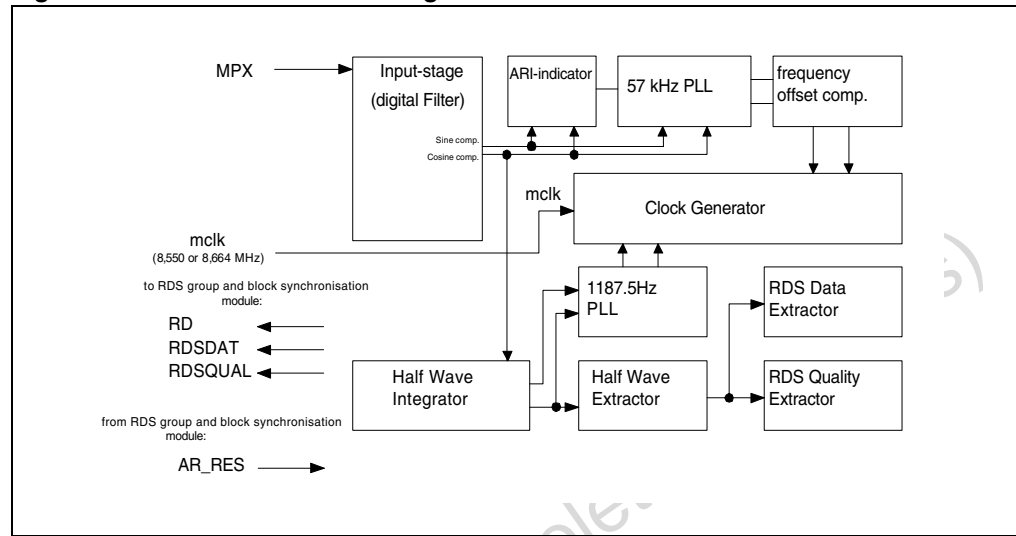 MPX
Input-stage
(digital Filter)
Sine comp.
Cosine comp.
ARI-indicator
57 kHz PLL
frequency
offset comp.
mclk
Clock Generator
mclk
(8,550 or 8,664 MHz)
to RDS group and block synchronisation
module:
RD
RDSDAT
RDSQUAL
1187.5Hz
PLL
RDS Data
Extractor
Half Wave
Integrator
Half Wave
Extractor
RDS Quality
Extractor
from RDS group and block synchronisation
module:
AR_RES